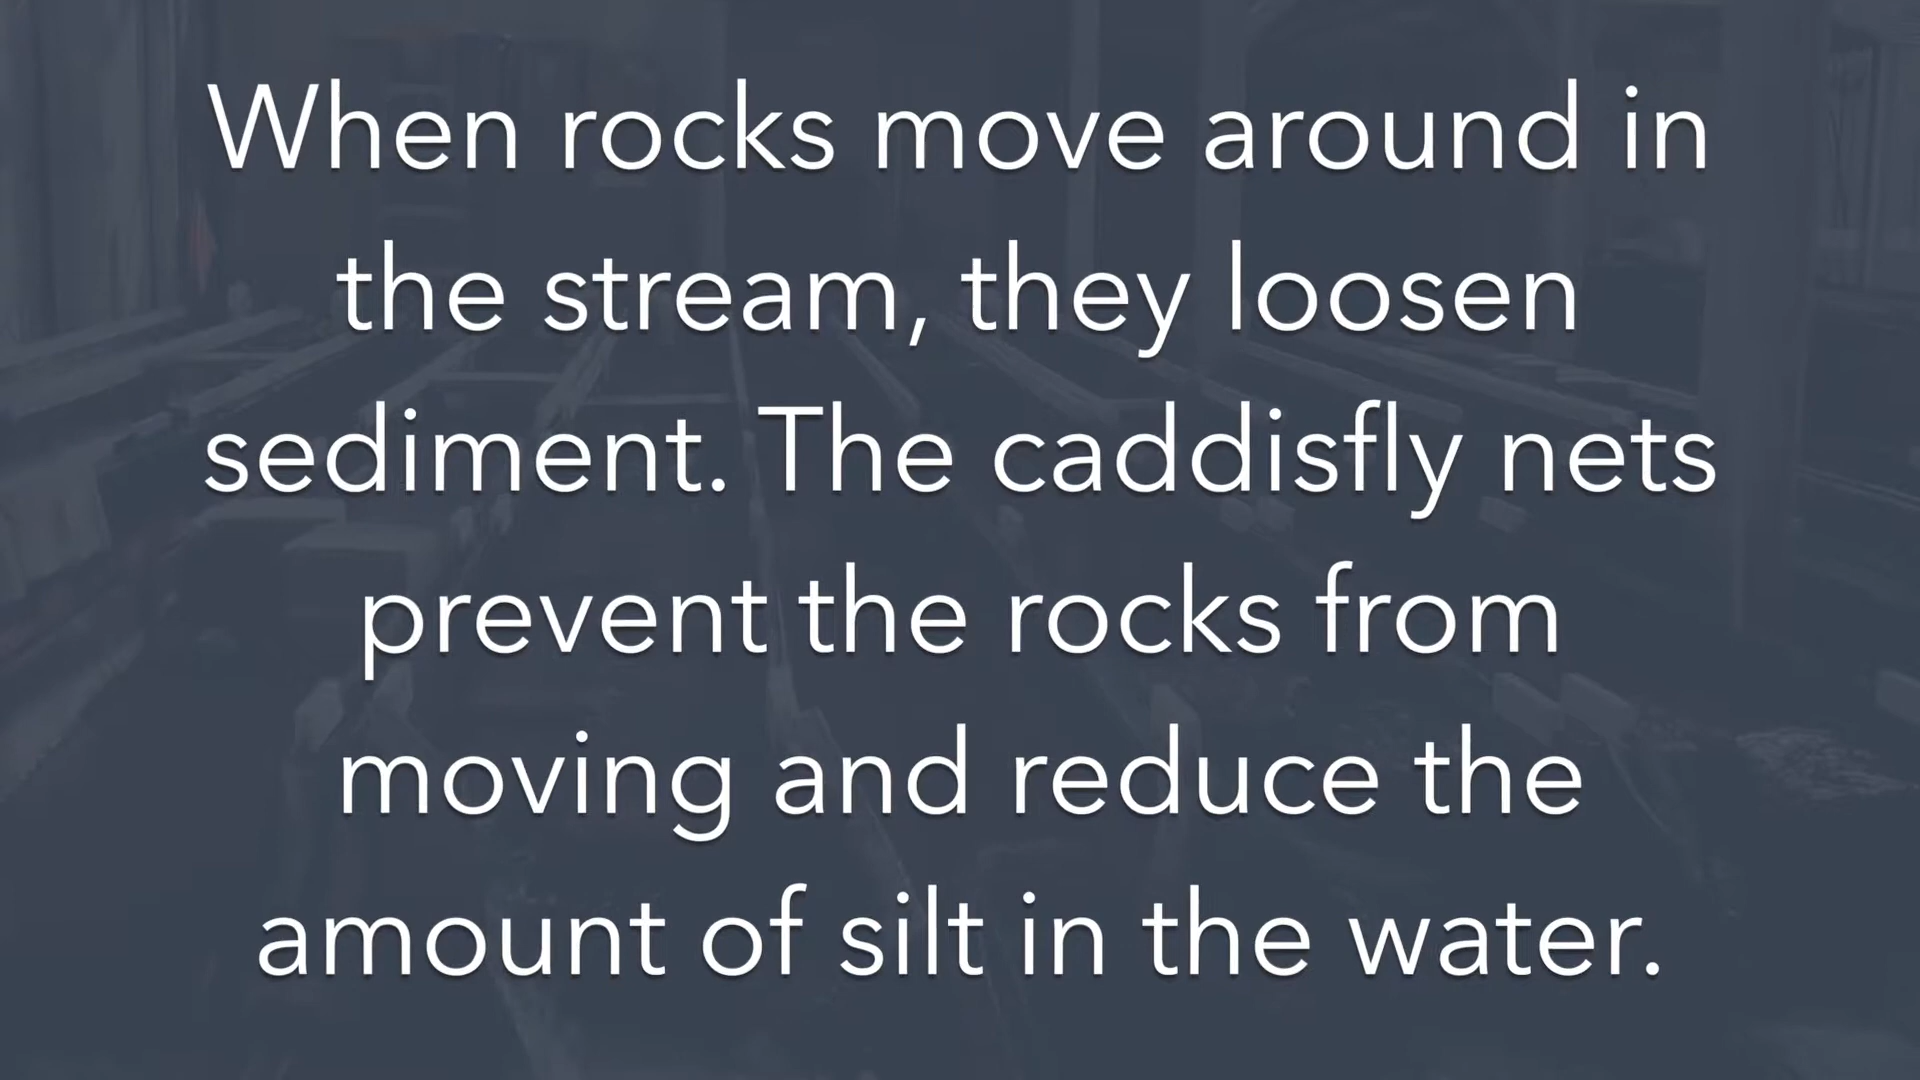 When rocks move around in
the stream, they loosen
sediment. The caddisfly nets
prevent the rocks from
moving and reduce the
amount of silt in the water.